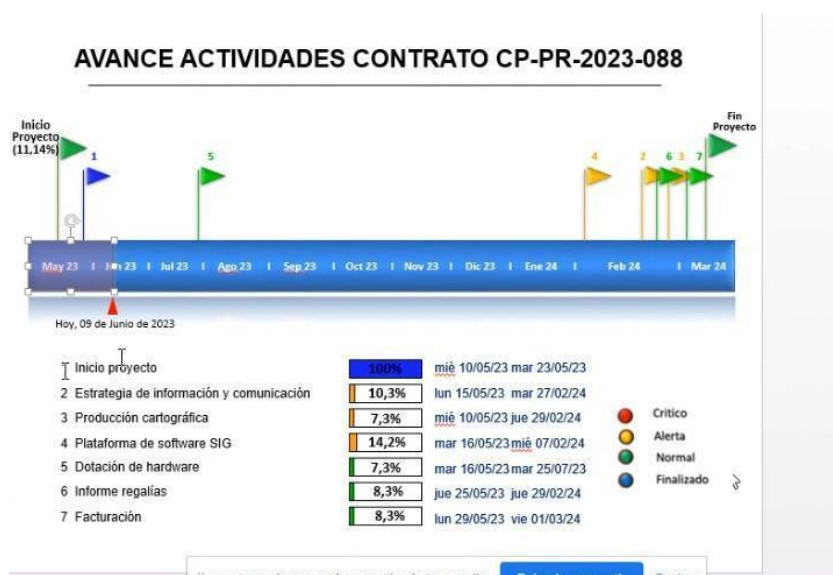 AVANCE ACTIVIDADES CONTRATO CP-PR-2023-088
Inicio
Proyecto
(11,14%)
Fin
Proyecto
1
5
4
2
6
3
7
May 23 I Jun 23 I Jul 23 I Ago 23 I Sep 23 I Oct 23 I Nov 23 I Dic 23 I Ene 24 I Feb 24 I Mar 24
Hoy, 09 de Junio de 2023
1 Inicio proyecto 100% mié 10/05/23 mar 23/05/23
2 Estrategia de información y comunicación 10,3% lun 15/05/23 mar 27/02/24
3 Producción cartográfica 7,3% mié 10/05/23 jue 29/02/24
4 Plataforma de software SIG 14,2% mar 16/05/23 mié 07/02/24
5 Dotación de hardware 7,3% mar 16/05/23 mar 25/07/23
6 Informe regalías 8,3% jue 25/05/23 jue 29/02/24
7 Facturación 8,3% lun 29/05/23 vie 01/03/24
Critico
Alerta
Normal
Finalizado